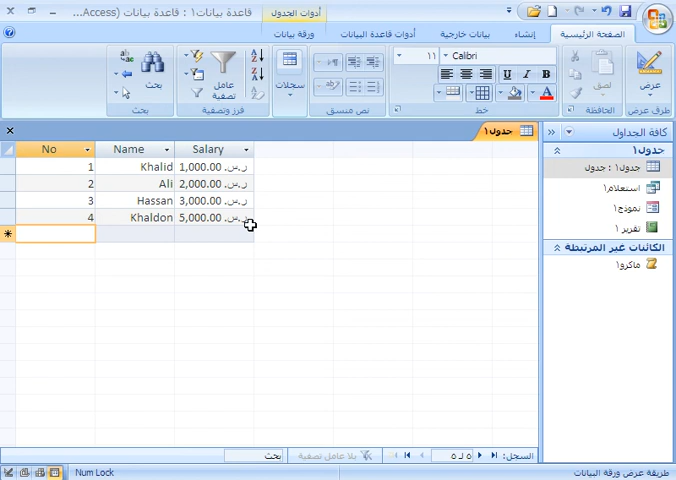 أدوات الجدول
قاعدة بيانات١ : قاعدة بيانات (Access...
الصفحة الرئيسية
إنشاء
بيانات خارجية
أدوات قاعدة البيانات
ورقة بيانات
عرض
لصق
Calibri
١١
U I B
A
سجلات
عامل تصفية
بحث
طرق عرض
الحافظة
خط
نص منسق
فرز وتصفية
بحث
كافة الجداول
جدول١
جدول١ : جدول
استعلام١
نموذج١
تقرير ١
الكائنات غير المرتبطة
ماكرو١
جدول١
No Name Salary
1 Khalid ر.س. 1,000.00
2 Ali ر.س. 2,000.00
3 Hassan ر.س. 3,000.00
4 Khaldon ر.س. 5,000.00
السجل: ٥ لـ ٥
بلا عامل تصفية
بحث
طريقة عرض ورقة البيانات
Num Lock